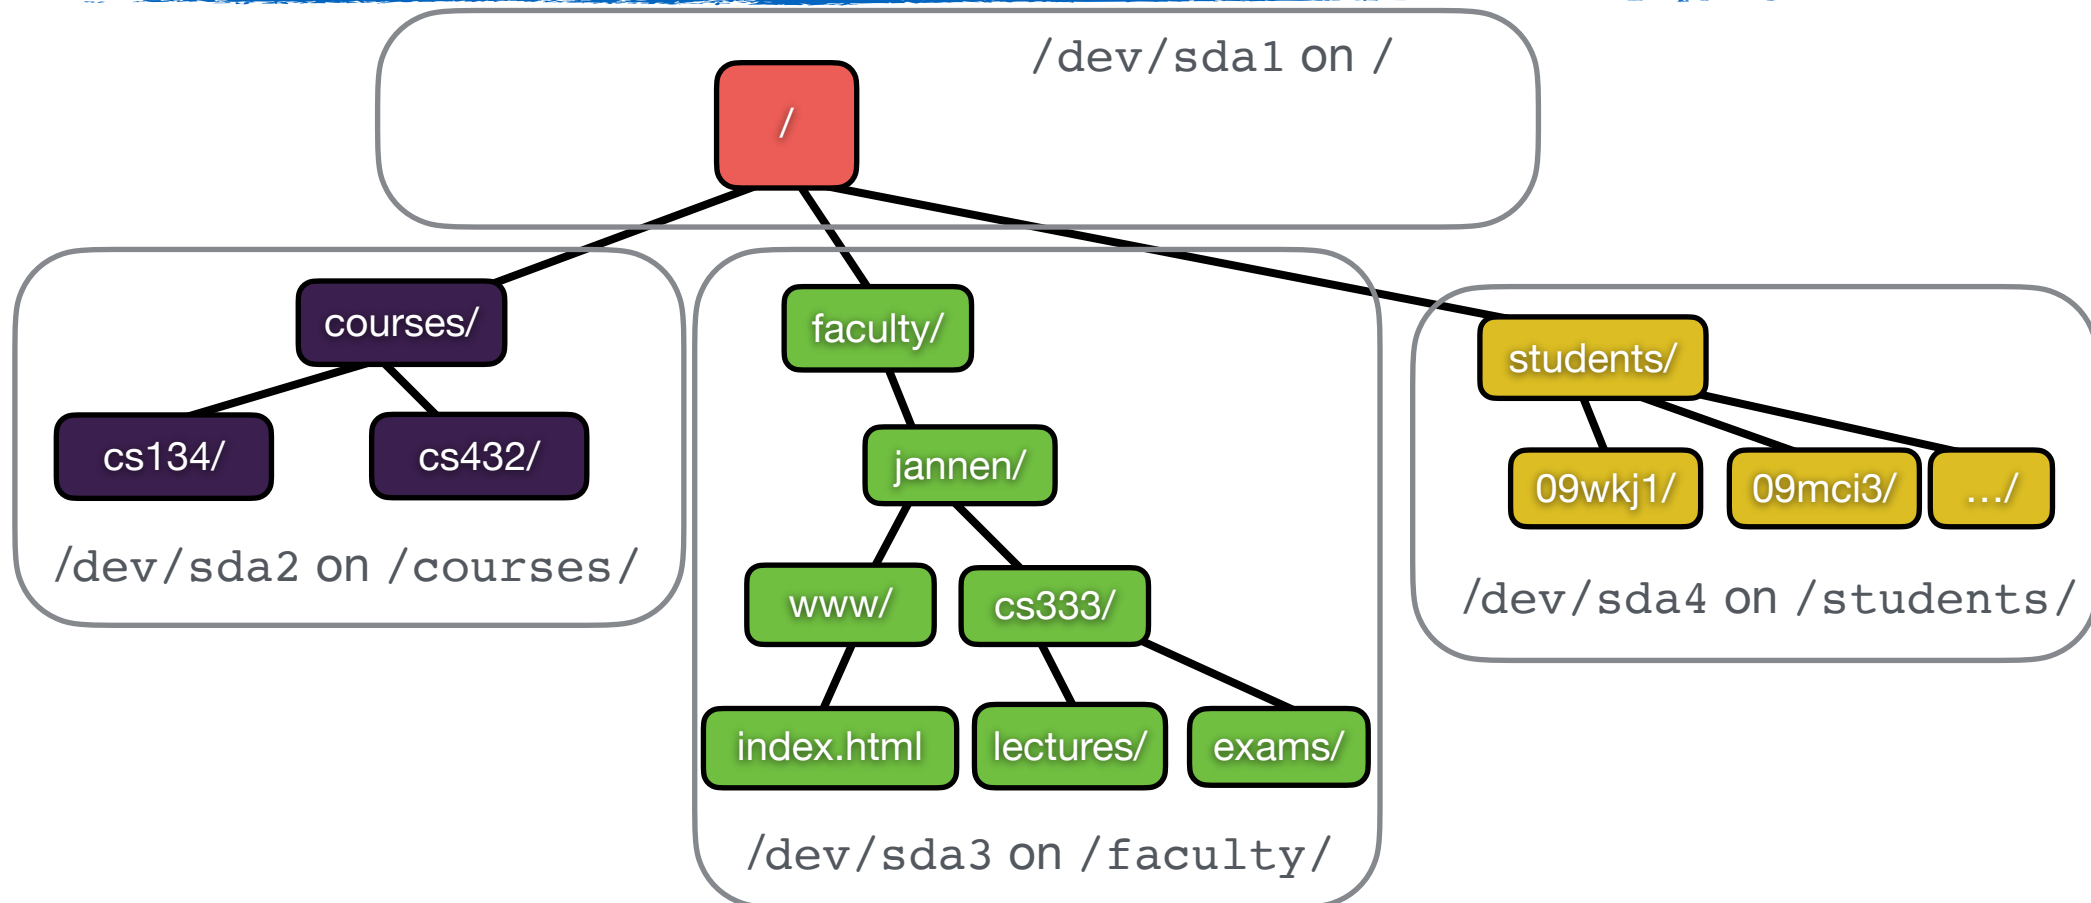 /dev/sda1 on /
/
courses/
faculty/
students/
cs134/
cs432/
jannen/
09wkj1/
09mci3/
.../
/dev/sda2 on /courses/
www/
cs333/
/dev/sda4 on /students/
index.html
lectures/
exams/
/dev/sda3 on /faculty/